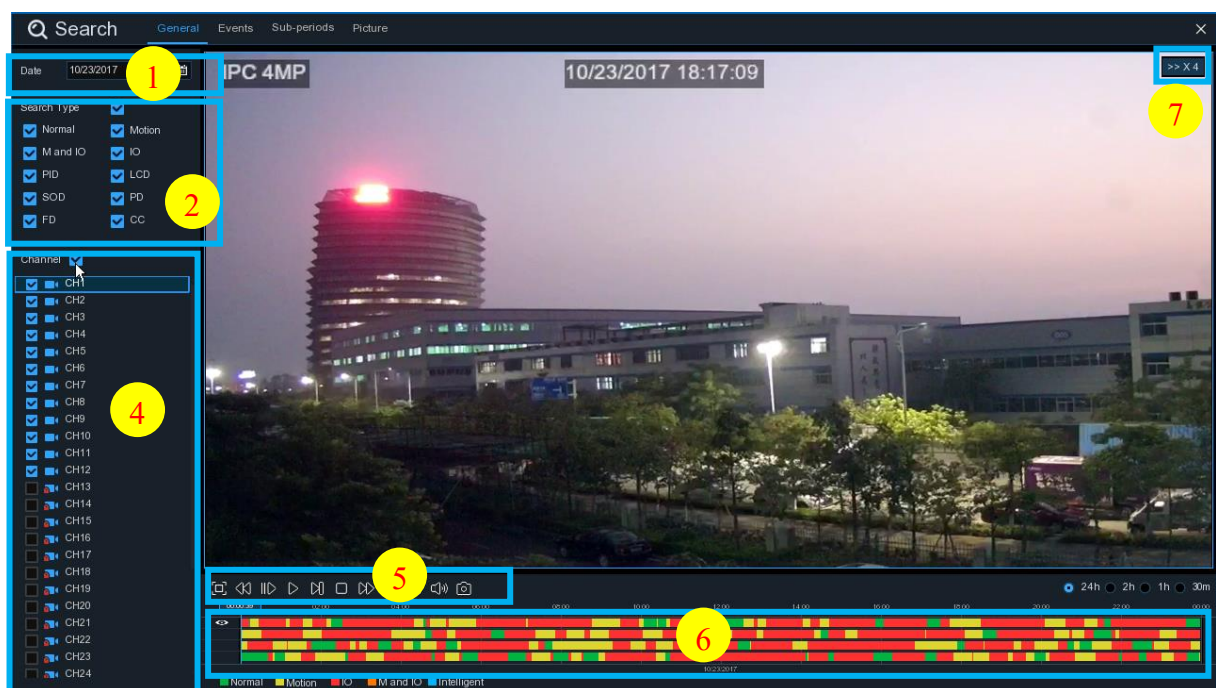 Search General Events Sub-periods Picture
Date 10/23/2017 1
IPC 4MP 10/23/2017 18:17:09 >> X 4
7
Search Type
Normal Motion
M and IO IO
PID LCD
SOD PD
2
FD CC
Channel
CH1
CH2
CH3
CH4
CH5
CH6
CH7
CH8
CH9
4
CH10
CH11
CH12
CH13
CH14
CH15
CH16
CH17
CH18
CH19
CH20
CH21
CH22
CH23
CH24
5
24h 2h 1h 30m
00:00:39 02:00 04:00 06:00 08:00 10:00 12:00 14:00 16:00 18:00 20:00 22:00 00:00
6
10/23/2017
Normal Motion IO M and IO Intelligent